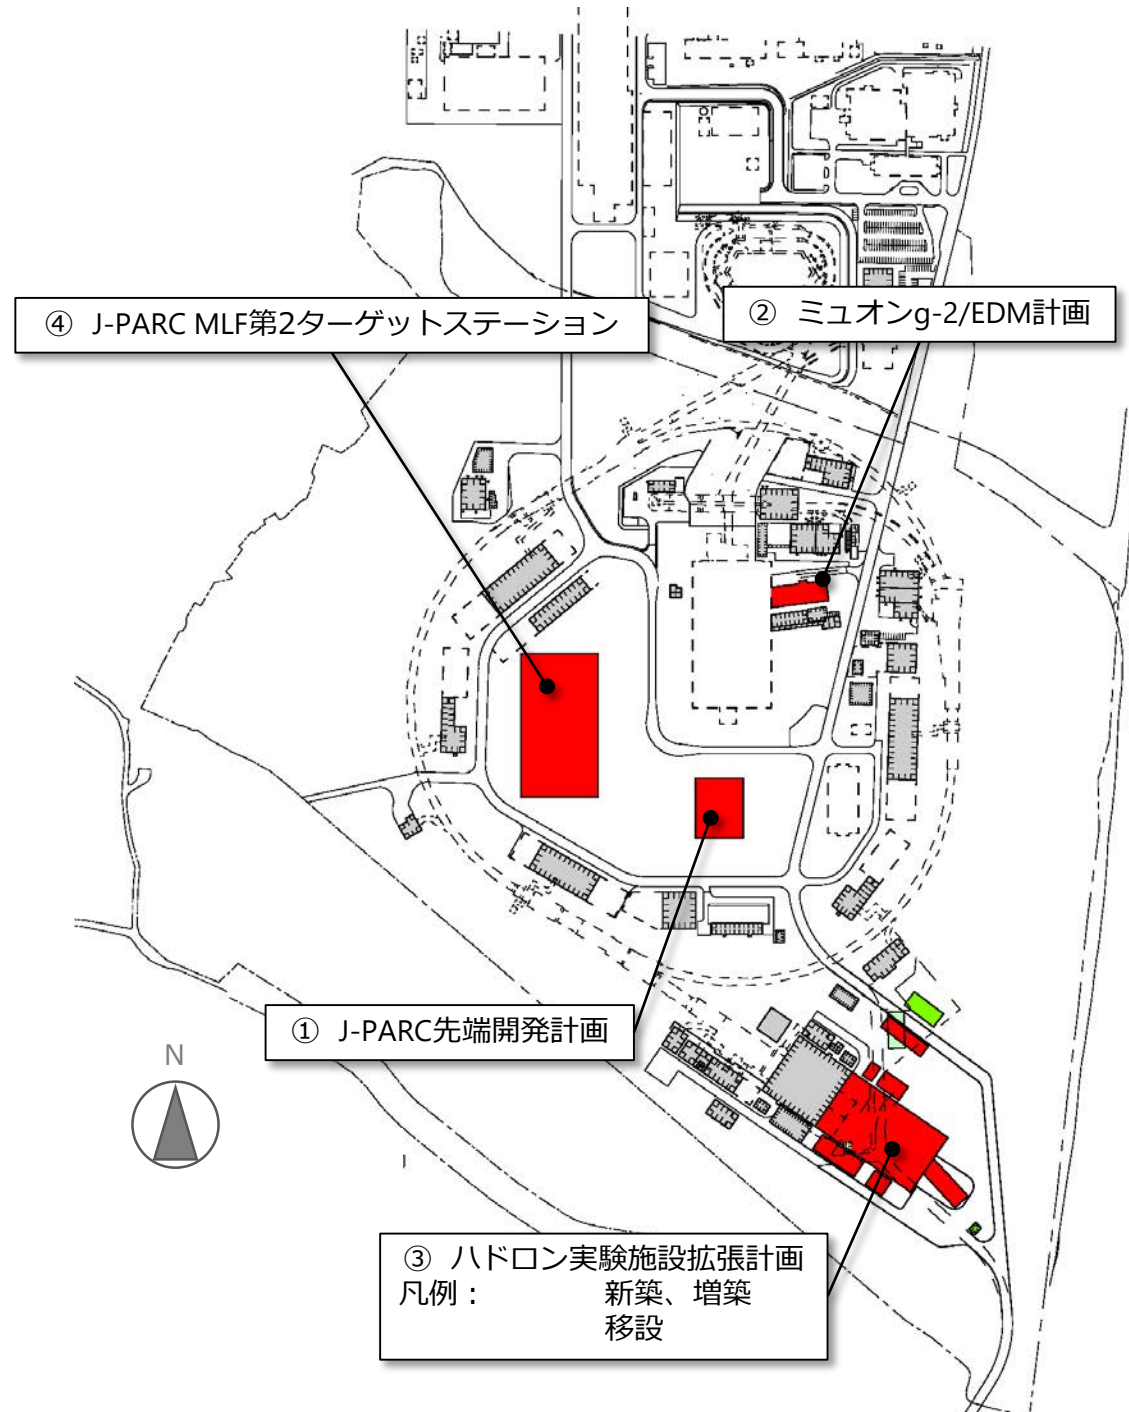 ④ J-PARC MLF第2ターゲットステーション
② ミュオンg-2/EDM計画
① J-PARC先端開発計画
N
③ ハドロン実験施設拡張計画
凡例： 新築、増築
移設